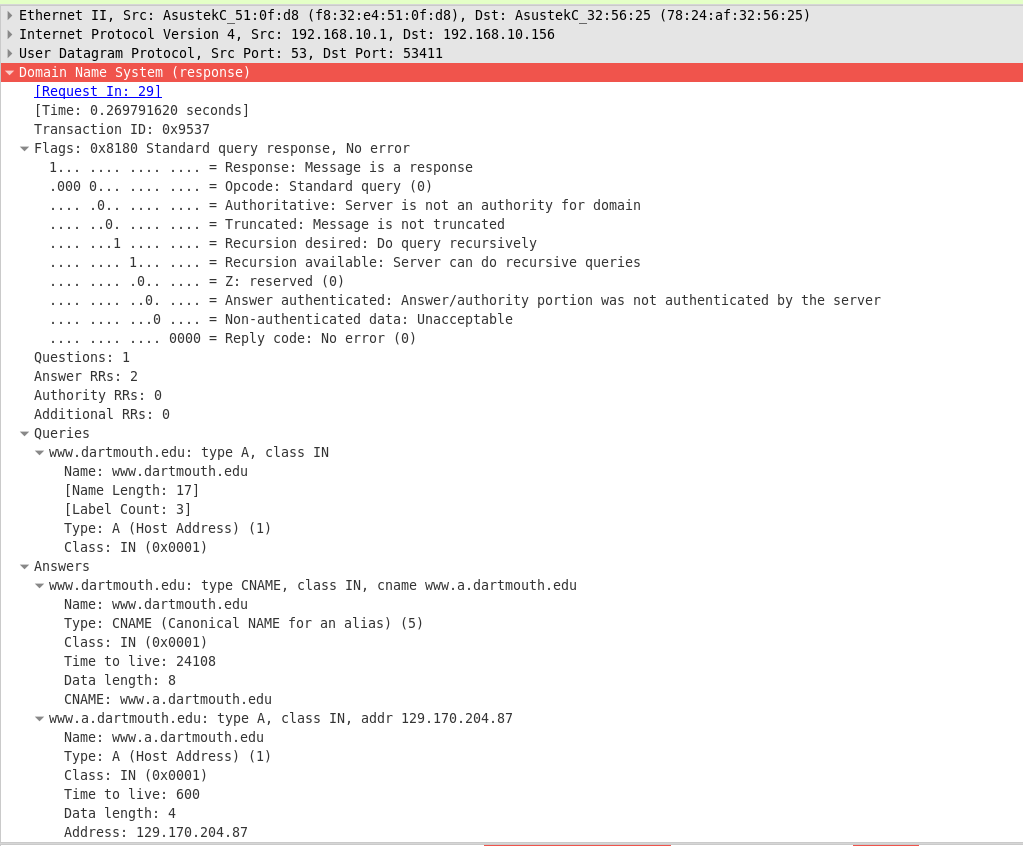 Ethernet II, Src: AsustekC_51:0f:d8 (f8:32:e4:51:0f:d8), Dst: AsustekC_32:56:25 (78:24:af:32:56:25)
Internet Protocol Version 4, Src: 192.168.10.1, Dst: 192.168.10.156
User Datagram Protocol, Src Port: 53, Dst Port: 53411
Domain Name System (response)
[Request In: 29]
[Time: 0.269791620 seconds]
Transaction ID: 0x9537
Flags: 0x8180 Standard query response, No error
1... .... .... .... = Response: Message is a response
.000 0... .... .... = Opcode: Standard query (0)
.... .0.. .... .... = Authoritative: Server is not an authority for domain
.... ..0. .... .... = Truncated: Message is not truncated
.... ...1 .... .... = Recursion desired: Do query recursively
.... .... 1... .... = Recursion available: Server can do recursive queries
.... .... .0.. .... = Z: reserved (0)
.... .... ..0. .... = Answer authenticated: Answer/authority portion was not authenticated by the server
.... .... ...0 .... = Non-authenticated data: Unacceptable
.... .... .... 0000 = Reply code: No error (0)
Questions: 1
Answer RRs: 2
Authority RRs: 0
Additional RRs: 0
Queries
www.dartmouth.edu: type A, class IN
Name: www.dartmouth.edu
[Name Length: 17]
[Label Count: 3]
Type: A (Host Address) (1)
Class: IN (0x0001)
Answers
www.dartmouth.edu: type CNAME, class IN, cname www.a.dartmouth.edu
Name: www.dartmouth.edu
Type: CNAME (Canonical NAME for an alias) (5)
Class: IN (0x0001)
Time to live: 24108
Data length: 8
CNAME: www.a.dartmouth.edu
www.a.dartmouth.edu: type A, class IN, addr 129.170.204.87
Name: www.a.dartmouth.edu
Type: A (Host Address) (1)
Class: IN (0x0001)
Time to live: 600
Data length: 4
Address: 129.170.204.87